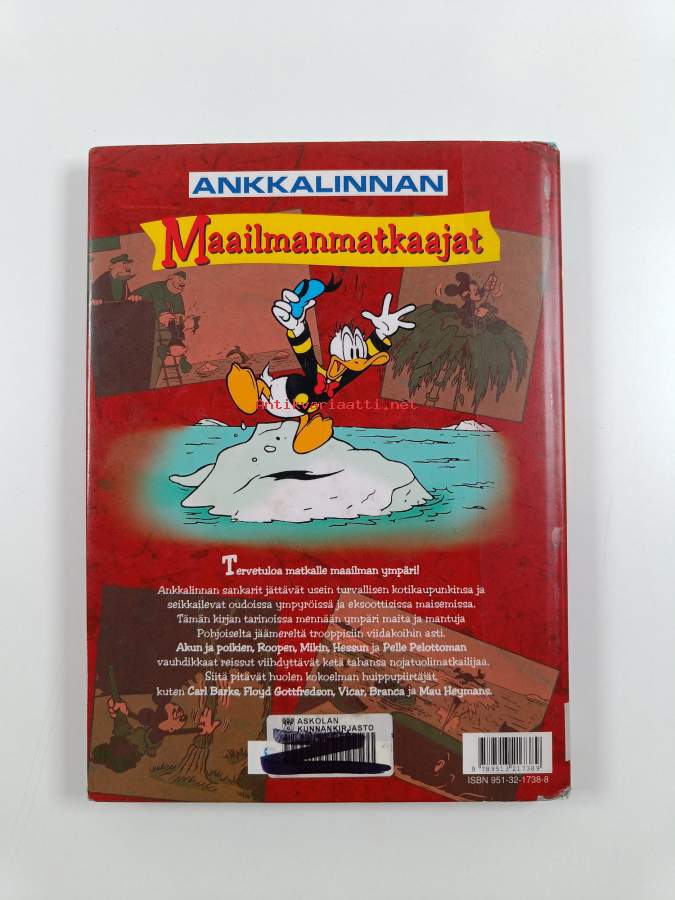 ANKKALINNAN
Maailmanmatkaajat
Antikvariaatti.net
Tervetuloa matkalle maailman ympäri!
Ankkalinnan sankarit jättävät usein turvallisen kotikaupunkinsa ja
seikkailevat oudoissa ympyröissä ja eksoottisissa maisemissa.
Tämän kirjan tarinoissa mennään ympäri maita ja mantuja
Pohjoiselta jäämereltä trooppisiin viidakoihin asti.
Akun ja poikien, Roopen, Mikin, Hessun ja Pelle Pelottoman
vauhdikkaat reissut viihdyttävät ketä tahansa nojatuolimatkailijaa.
Siitä pitävät huolen kokoelman huippupiirtäjät,
kuten Carl Barks, Floyd Gottfredson, Vicar, Branca ja Mau Heymans.
ASKOLAN
KUNNANKIRJASTO
9 789513 217389
ISBN 951-32-1738-8